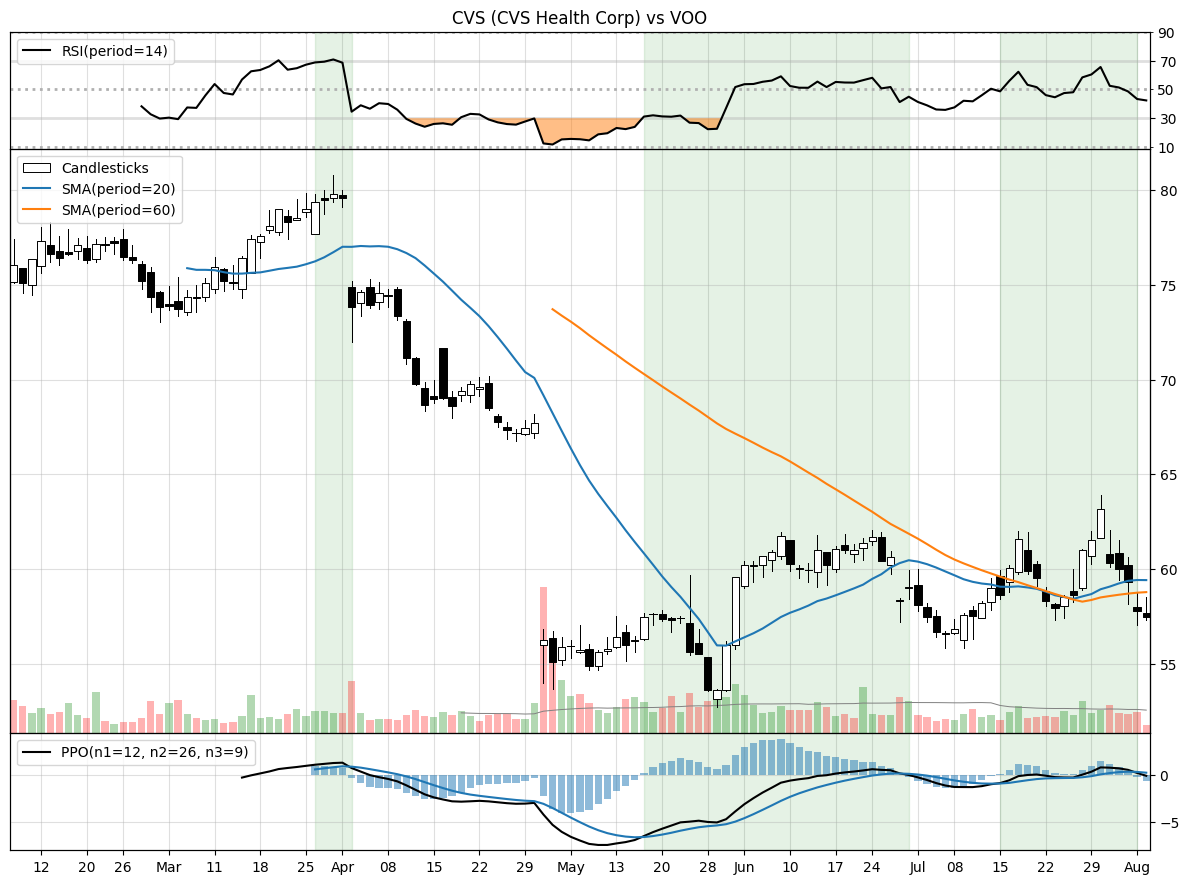 CVS (CVS Health Corp) vs VOO
RSI(period=14)
90
70
50
30
10
Candlesticks
SMA(period=20)
SMA(period=60)
80
75
70
65
60
55
PPO(n1=12, n2=26, n3=9)
0
−5
12 20 26 Mar 11 18 25 Apr 08 15 22 29 May 13 20 28 Jun 10 17 24 Jul 08 15 22 29 Aug